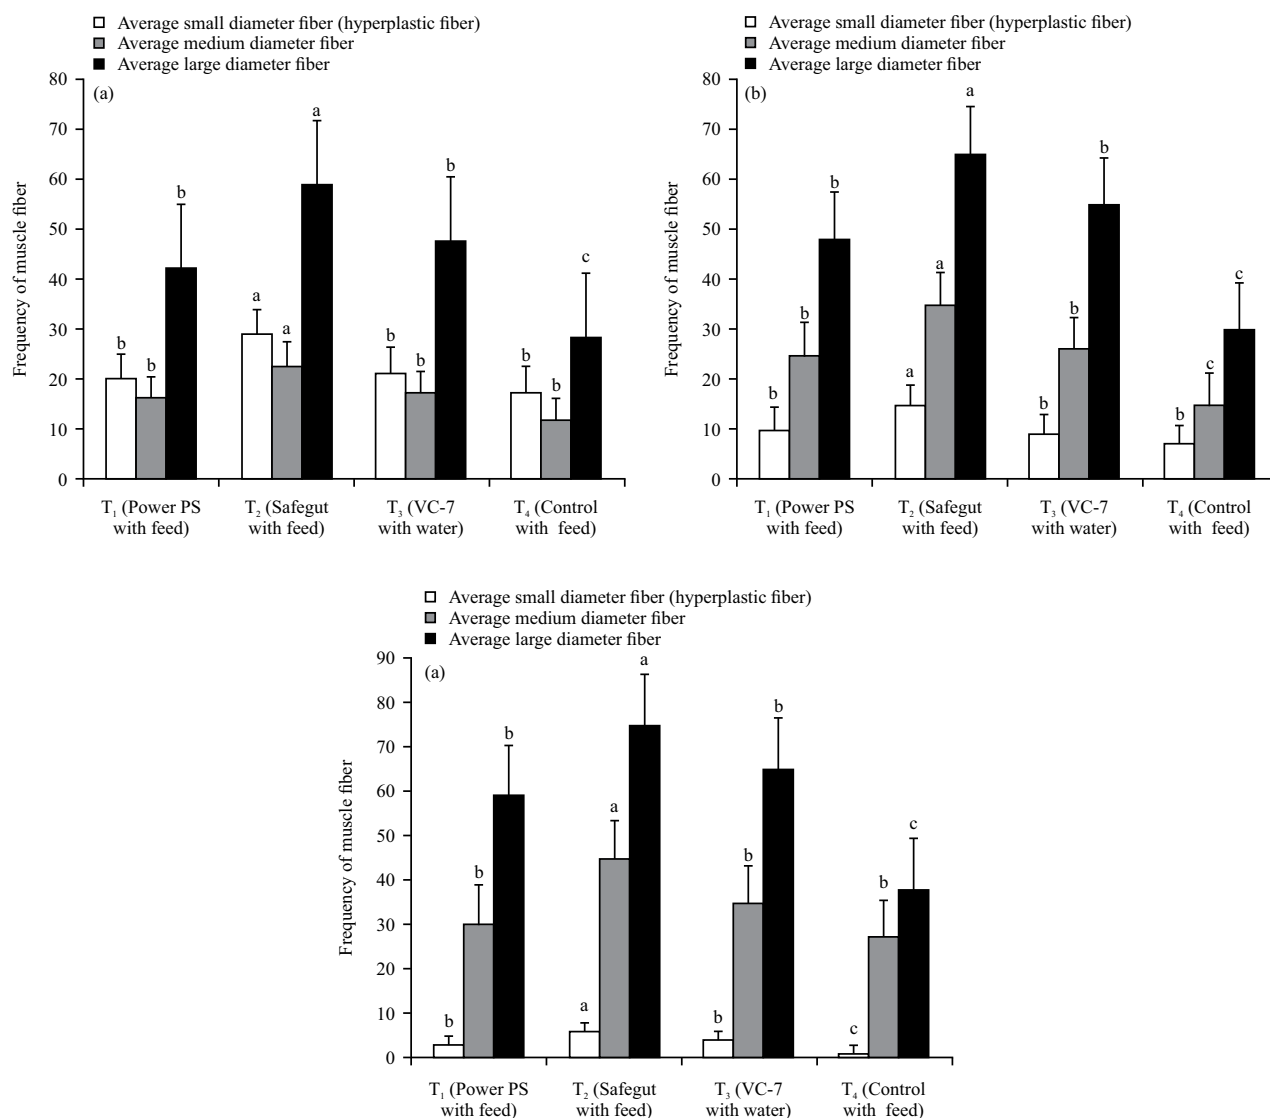 Average small diameter fiber (hyperplastic fiber)
Average medium diameter fiber
Average large diameter fiber
(a)
Frequency of muscle fiber
80
70
60
50
40
30
20
10
0
b
b
b
a
a
a
b
b
b
b
b
c
T₁ (Power PS
with feed)
T₂ (Safegut
with feed)
T₃ (VC-7
with water)
T₄ (Control
with feed)
Average small diameter fiber (hyperplastic fiber)
Average medium diameter fiber
Average large diameter fiber
(b)
Frequency of muscle fiber
80
70
60
50
40
30
20
10
0
b
b
b
a
a
a
b
b
b
b
c
c
T₁ (Power PS
with feed)
T₂ (Safegut
with feed)
T₃ (VC-7
with water)
T₄ (Control
with feed)
Average small diameter fiber (hyperplastic fiber)
Average medium diameter fiber
Average large diameter fiber
(a)
Frequency of muscle fiber
90
80
70
60
50
40
30
20
10
0
b
b
b
a
a
a
b
b
b
c
b
c
T₁ (Power PS
with feed)
T₂ (Safegut
with feed)
T₃ (VC-7
with water)
T₄ (Control
with feed)